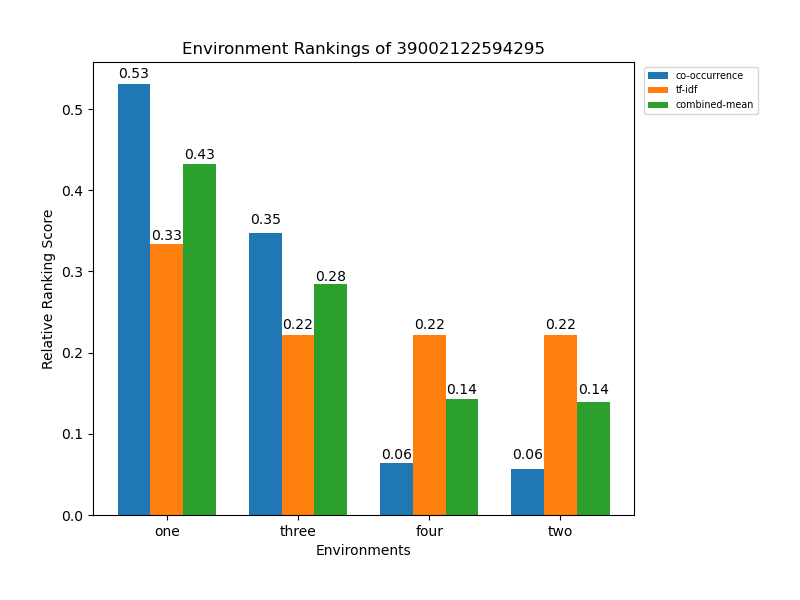 Environment Rankings of 39002122594295
co-occurrence
tf-idf
combined-mean
0.53
0.33
0.43
0.35
0.22
0.28
0.06
0.22
0.14
0.06
0.22
0.14
Relative Ranking Score
0.5
0.4
0.3
0.2
0.1
0.0
one three four two
Environments